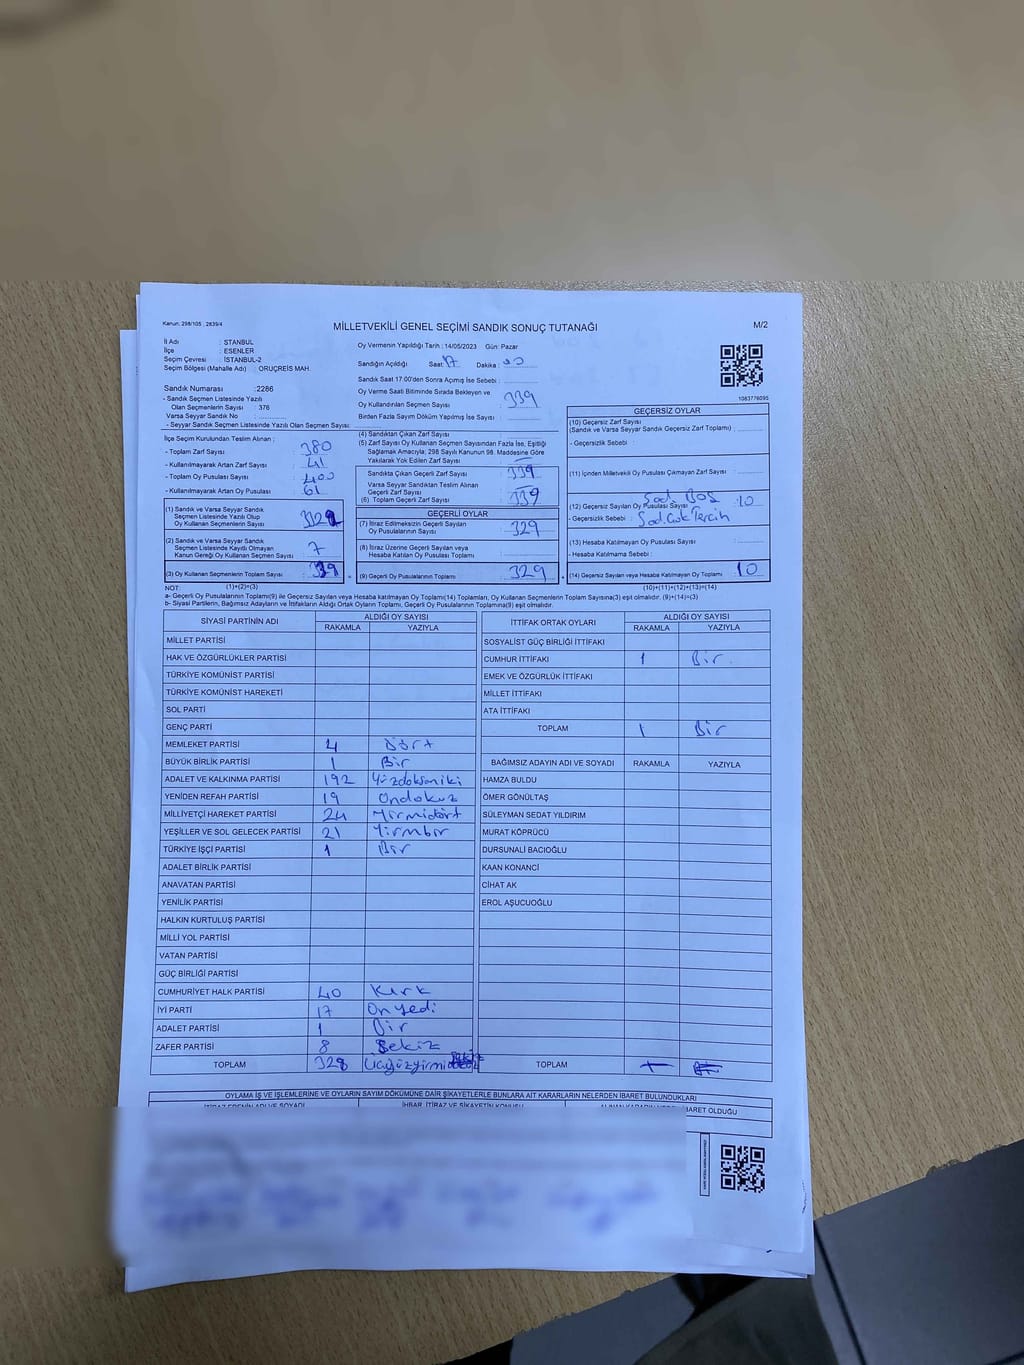 Kanun: 298/105 , 2839/4
MİLLETVEKİLİ GENEL SEÇİMİ SANDIK SONUÇ TUTANAĞI
M/2
İl Adı : İSTANBUL
İlçe : ESENLER
Seçim Çevresi : İSTANBUL-2
Seçim Bölgesi (Mahalle Adı) : ORUÇREİS MAH.
Sandık Numarası :2286
- Sandık Seçmen Listesinde Yazılı
Olan Seçmenlerin Sayısı : 376
Varsa Seyyar Sandık No :
- Seyyar Sandık Seçmen Listesinde Yazılı Olan Seçmen Sayısı:
İlçe Seçim Kurulundan Teslim Alınan ;
- Toplam Zarf Sayısı : 380
- Kullanılmayarak Artan Zarf Sayısı : 41
- Toplam Oy Pusulası Sayısı : 400
- Kullanılmayarak Artan Oy Pusulası : 61
(1) Sandık ve Varsa Seyyar Sandık
Seçmen Listesinde Yazılı Olup
Oy Kullanan Seçmenlerin Sayısı :
(2) Sandık ve Varsa Seyyar Sandık
Seçmen Listesinde Kayıtlı Olmayan
Kanun Gereği Oy Kullanan Seçmen Sayısı : 7
(3) Oy Kullanan Seçmenlerin Toplam Sayısı : 339
(1)+(2)=(3)
Oy Vermenin Yapıldığı Tarih : 14/05/2023 Gün: Pazar
Sandığın Açıldığı Saat: 17 Dakika :
Sandık Saat 17:00'den Sonra Açılmış İse Sebebi :
Oy Verme Saati Bitiminde Sırada Bekleyen ve
Oy Kullandırılan Seçmen Sayısı : 339
Birden Fazla Sayım Döküm Yapılmış İse Sayısı :
(4) Sandıktan Çıkan Zarf Sayısı :
(5) Zarf Sayısı Oy Kullanan Seçmen Sayısından Fazla İse, Eşitliği
Sağlamak Amacıyla; 298 Sayılı Kanunun 98. Maddesine Göre
Yakılarak Yok Edilen Zarf Sayısı :
Sandıkta Çıkan Geçerli Zarf Sayısı : 339
Varsa Seyyar Sandıktan Teslim Alınan
Geçerli Zarf Sayısı :
(6) Toplam Geçerli Zarf Sayısı : 339
GEÇERLİ OYLAR
(7) İtiraz Edilmeksizin Geçerli Sayılan
Oy Pusulalarının Sayısı : 329
(8) İtiraz Üzerine Geçerli Sayılan veya
Hesaba Katılan Oy Pusulası Toplamı :
(9) Geçerli Oy Pusulalarının Toplamı : 329
1083776095
GEÇERSİZ OYLAR
(10) Geçersiz Zarf Sayısı
(Sandık ve Varsa Seyyar Sandık Geçersiz Zarf Toplamı) :
- Geçersizlik Sebebi :
(11) İçinden Milletvekili Oy Pusulası Çıkmayan Zarf Sayısı :
(12) Geçersiz Sayılan Oy Pusulası Sayısı : 10
- Geçersizlik Sebebi :
(13) Hesaba Katılmayan Oy Pusulası Sayısı :
- Hesaba Katılmama Sebebi :
(14) Geçersiz Sayılan veya Hesaba Katılmayan Oy Toplamı : 10
(10)+(11)+(12)+(13)=(14)
NOT:
a- Geçerli Oy Pusulalarının Toplamı(9) ile Geçersiz Sayılan veya Hesaba katılmayan Oy Toplamı(14) Toplamları, Oy Kullanan Seçmenlerin Toplam Sayısına(3) eşit olmalıdır. (9)+(14)=(3)
b- Siyasi Partilerin, Bağımsız Adayların ve İttifakların Aldığı Ortak Oyların Toplamı, Geçerli Oy Pusulalarının Toplamına(9) eşit olmalıdır.
SİYASİ PARTİNİN ADI ALDIĞI OY SAYISI
RAKAMLA YAZIYLA
MİLLET PARTİSİ
HAK VE ÖZGÜRLÜKLER PARTİSİ
TÜRKİYE KOMÜNİST PARTİSİ
TÜRKİYE KOMÜNİST HAREKETİ
SOL PARTİ
GENÇ PARTİ
MEMLEKET PARTİSİ 4 Dört
BÜYÜK BİRLİK PARTİSİ 1 Bir
ADALET VE KALKINMA PARTİSİ 192 Yüzdoksaniki
YENİDEN REFAH PARTİSİ 19 Ondokuz
MİLLİYETÇİ HAREKET PARTİSİ 24 Yirmidört
YEŞİLLER VE SOL GELECEK PARTİSİ 21 Yirmbir
TÜRKİYE İŞÇİ PARTİSİ 1 Bir
ADALET BİRLİK PARTİSİ
ANAVATAN PARTİSİ
YENİLİK PARTİSİ
HALKIN KURTULUŞ PARTİSİ
MİLLİ YOL PARTİSİ
VATAN PARTİSİ
GÜÇ BİRLİĞİ PARTİSİ
CUMHURİYET HALK PARTİSİ 40 Kırk
İYİ PARTİ 17 Onyedi
ADALET PARTİSİ 1 Bir
ZAFER PARTİSİ 8 Sekiz
TOPLAM 328
İTTİFAK ORTAK OYLARI ALDIĞI OY SAYISI
RAKAMLA YAZIYLA
SOSYALİST GÜÇ BİRLİĞİ İTTİFAKI
CUMHUR İTTİFAKI 1 Bir
EMEK VE ÖZGÜRLÜK İTTİFAKI
MİLLET İTTİFAKI
ATA İTTİFAKI
TOPLAM 1 Bir
BAĞIMSIZ ADAYIN ADI VE SOYADI RAKAMLA YAZIYLA
HAMZA BULDU
ÖMER GÖNÜLTAŞ
SÜLEYMAN SEDAT YILDIRIM
MURAT KÖPRÜCÜ
DURSUNALİ BACIOĞLU
KAAN KONANCİ
CİHAT AK
EROL AŞUCUOĞLU
TOPLAM
OYLAMA İŞ VE İŞLEMLERİNE VE OYLARIN SAYIM DÖKÜMÜNE DAİR ŞİKAYETLERLE BUNLARA AİT KARARLARIN NELERDEN İBARET BULUNDUKLARI